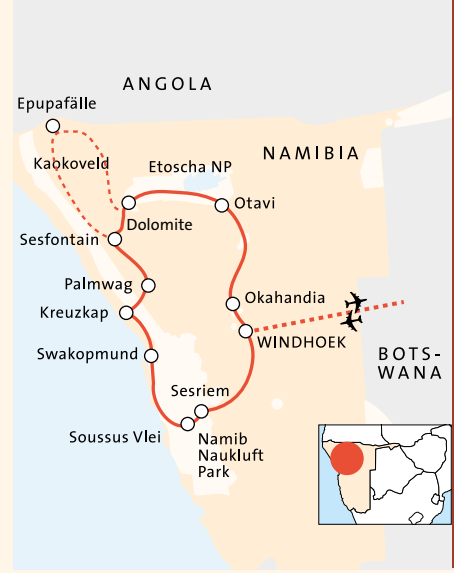 ANGOLA
Epupafälle
NAMIBIA
Kaokoveld
Etoscha NP
Otavi
Dolomite
Sesfontain
Palmwag
Okahandia
Kreuzkap
WINDHOEK
Swakopmund
BOTS-
WANA
Sesriem
Soussus Vlei
Namib
Naukluft
Park